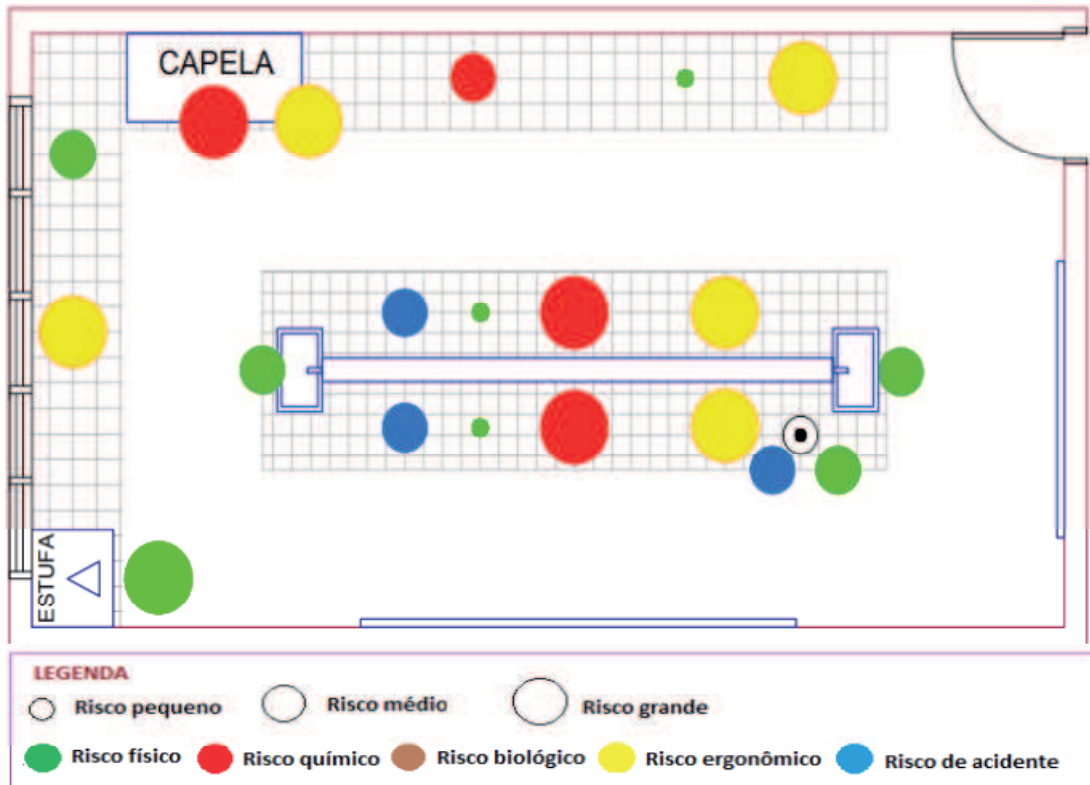 CAPELA
ESTUFA
LEGENDA
Risco pequeno
Risco médio
Risco grande
Risco físico
Risco químico
Risco biológico
Risco ergonômico
Risco de acidente